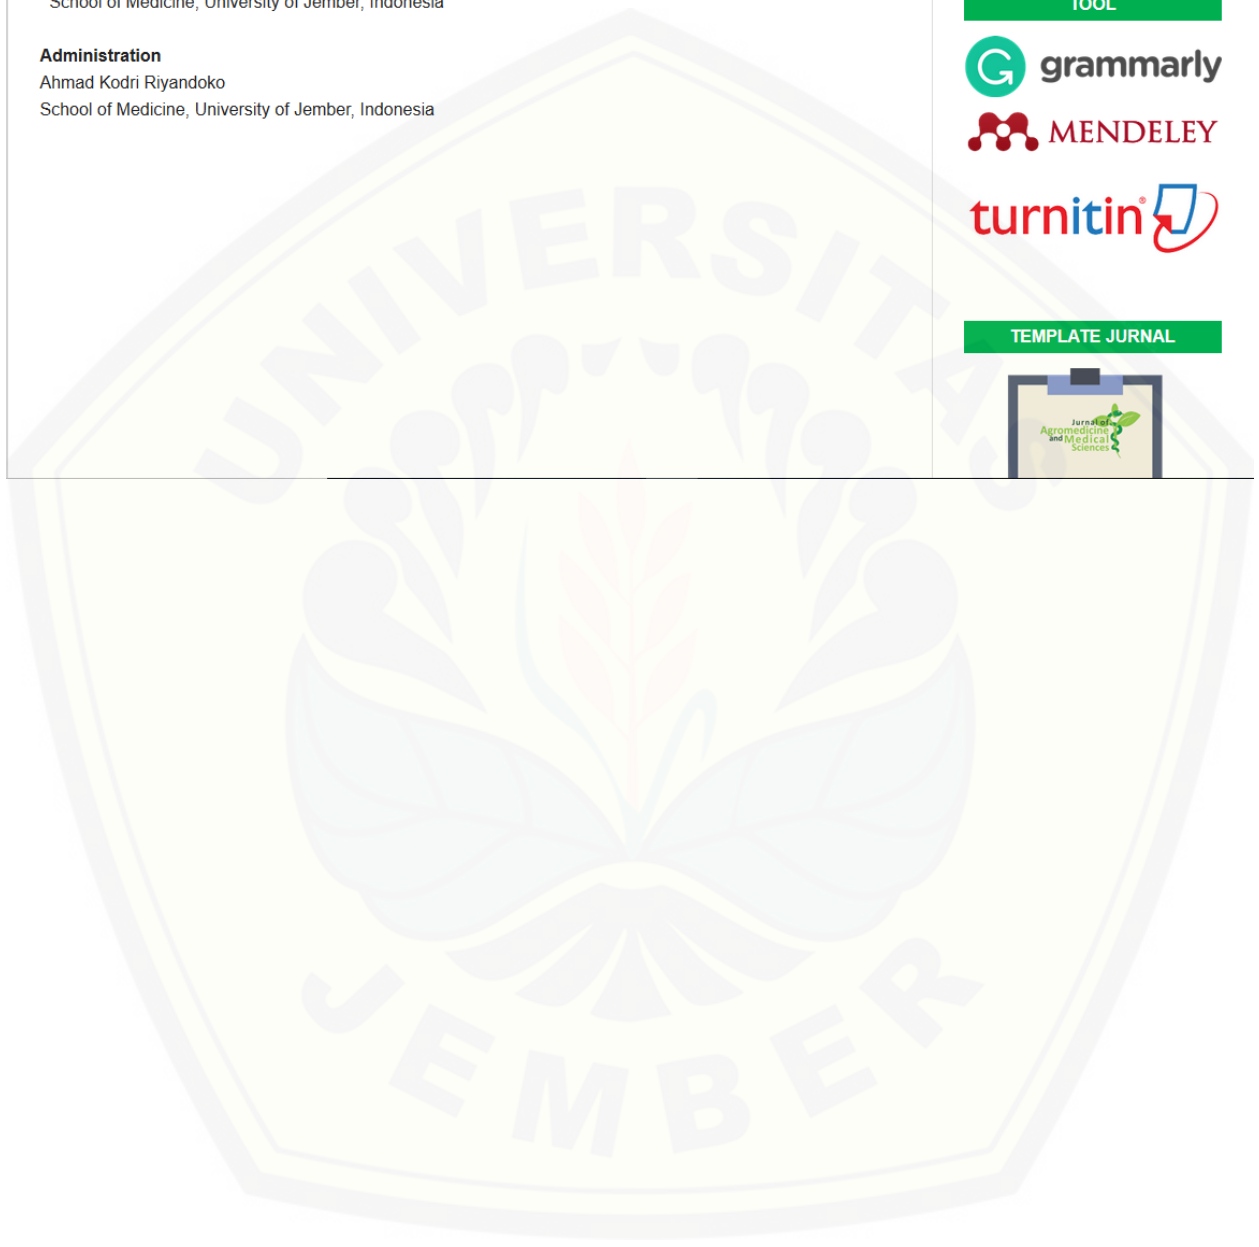 School of Medicine, University of Jember, Indonesia
Administration
Ahmad Kodri Riyandoko
School of Medicine, University of Jember, Indonesia
TOOL
grammarly
MENDELEY
turnitin®
TEMPLATE JURNAL
Jurnal of
Agromedicine
and Medical
Sciences
UNIVERSITAS
JEMBER